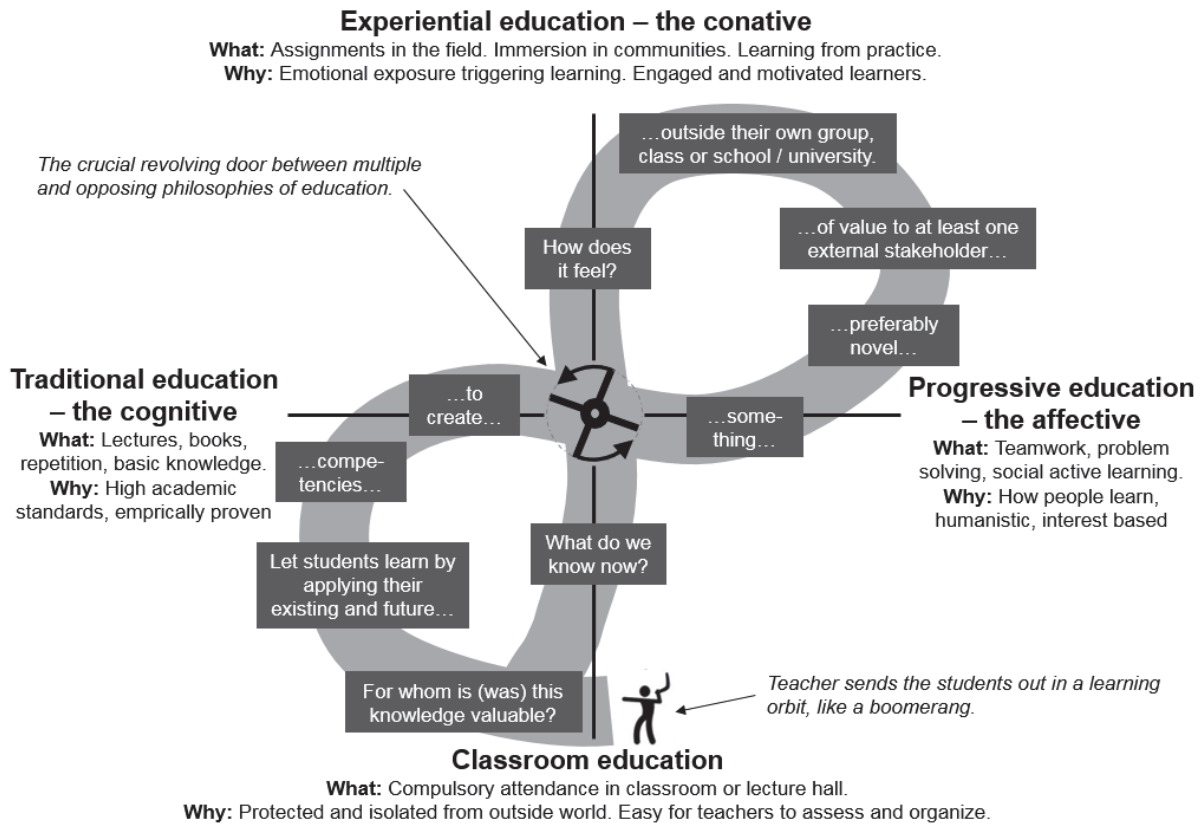 Experiential education – the conative
What: Assignments in the field. Immersion in communities. Learning from practice.
Why: Emotional exposure triggering learning. Engaged and motivated learners.
The crucial revolving door between multiple
and opposing philosophies of education.
…outside their own group,
class or school / university.
…of value to at least one
external stakeholder…
How does
it feel?
…preferably
novel…
Traditional education
– the cognitive
What: Lectures, books,
repetition, basic knowledge.
Why: High academic
standards, emprically proven
…to
create…
…some-
thing…
Progressive education
– the affective
What: Teamwork, problem
solving, social active learning.
Why: How people learn,
humanistic, interest based
…compe-
tencies…
What do we
know now?
Let students learn by
applying their
existing and future…
For whom is (was) this
knowledge valuable?
Teacher sends the students out in a learning
orbit, like a boomerang.
Classroom education
What: Compulsory attendance in classroom or lecture hall.
Why: Protected and isolated from outside world. Easy for teachers to assess and organize.